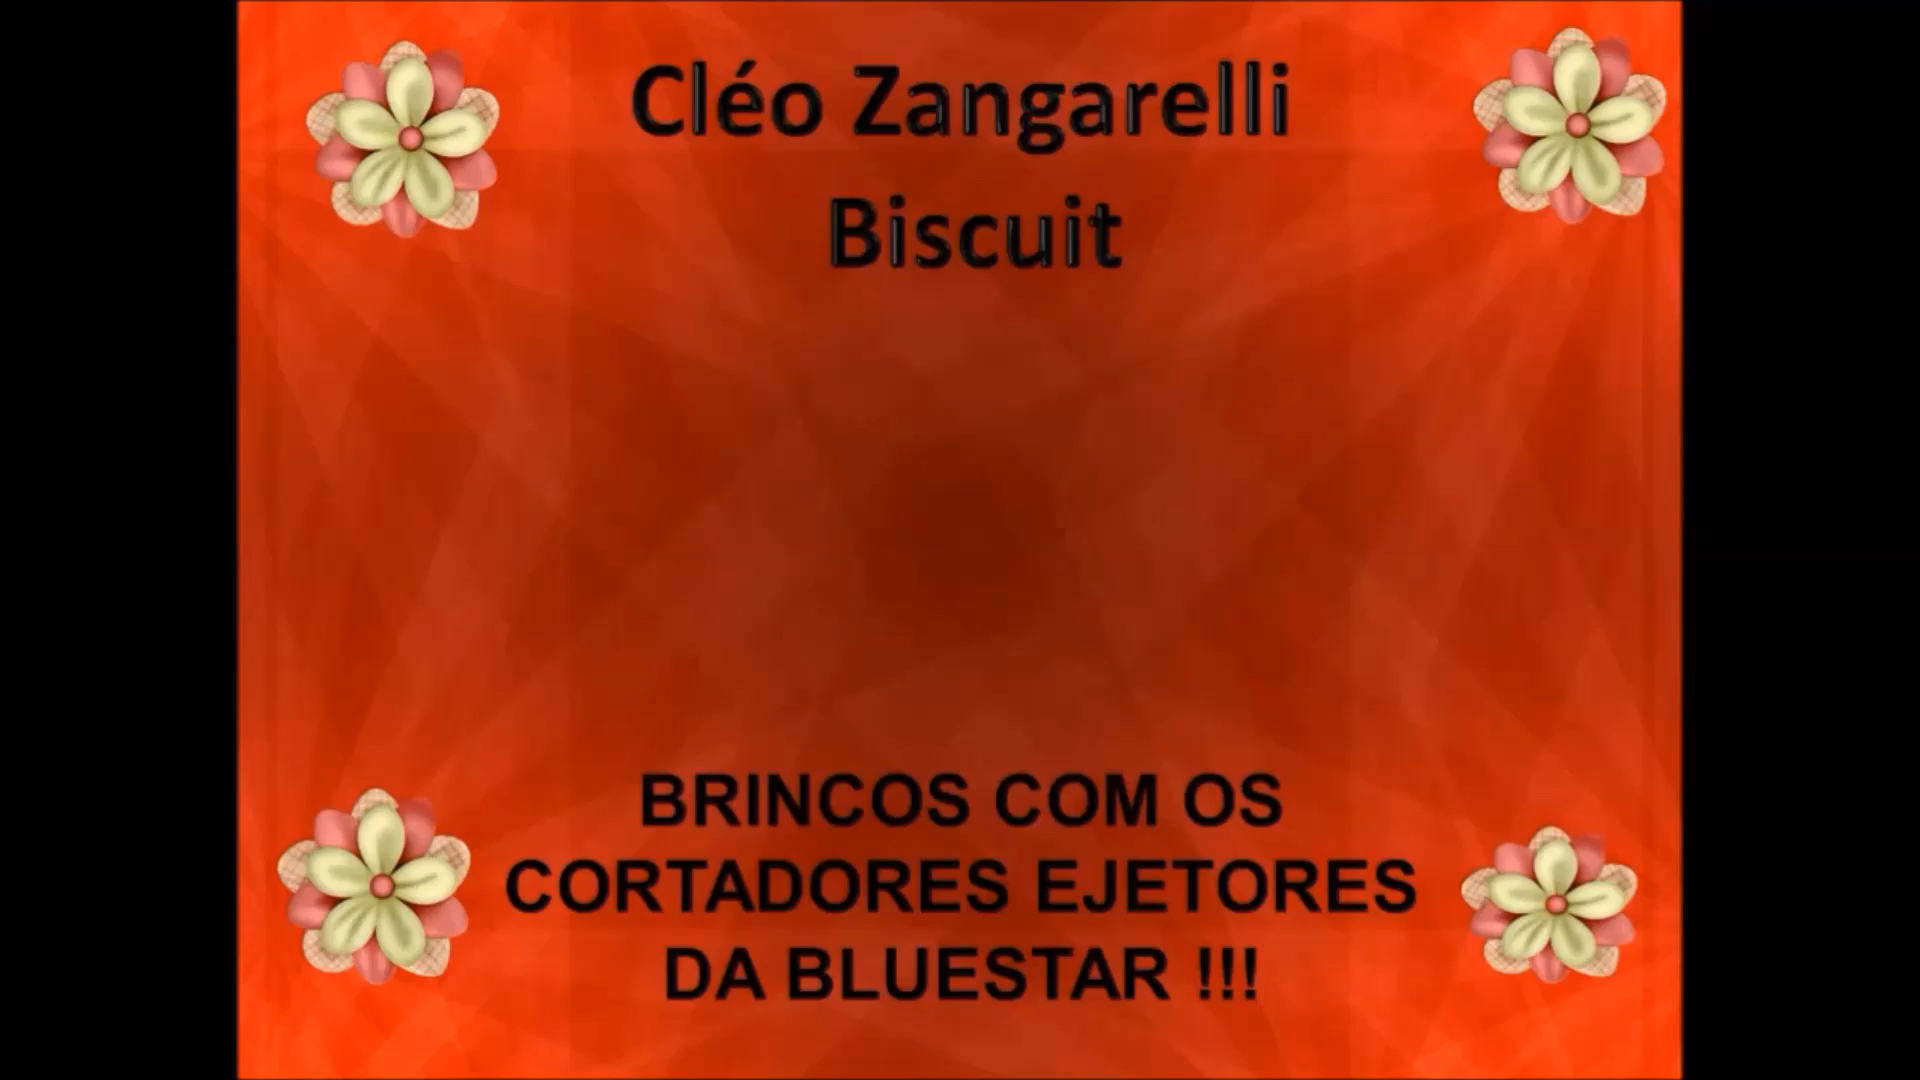 Cléo Zangarelli
Biscuit
BRINCOS COM OS
CORTADORES EJETORES
DA BLUESTAR !!!